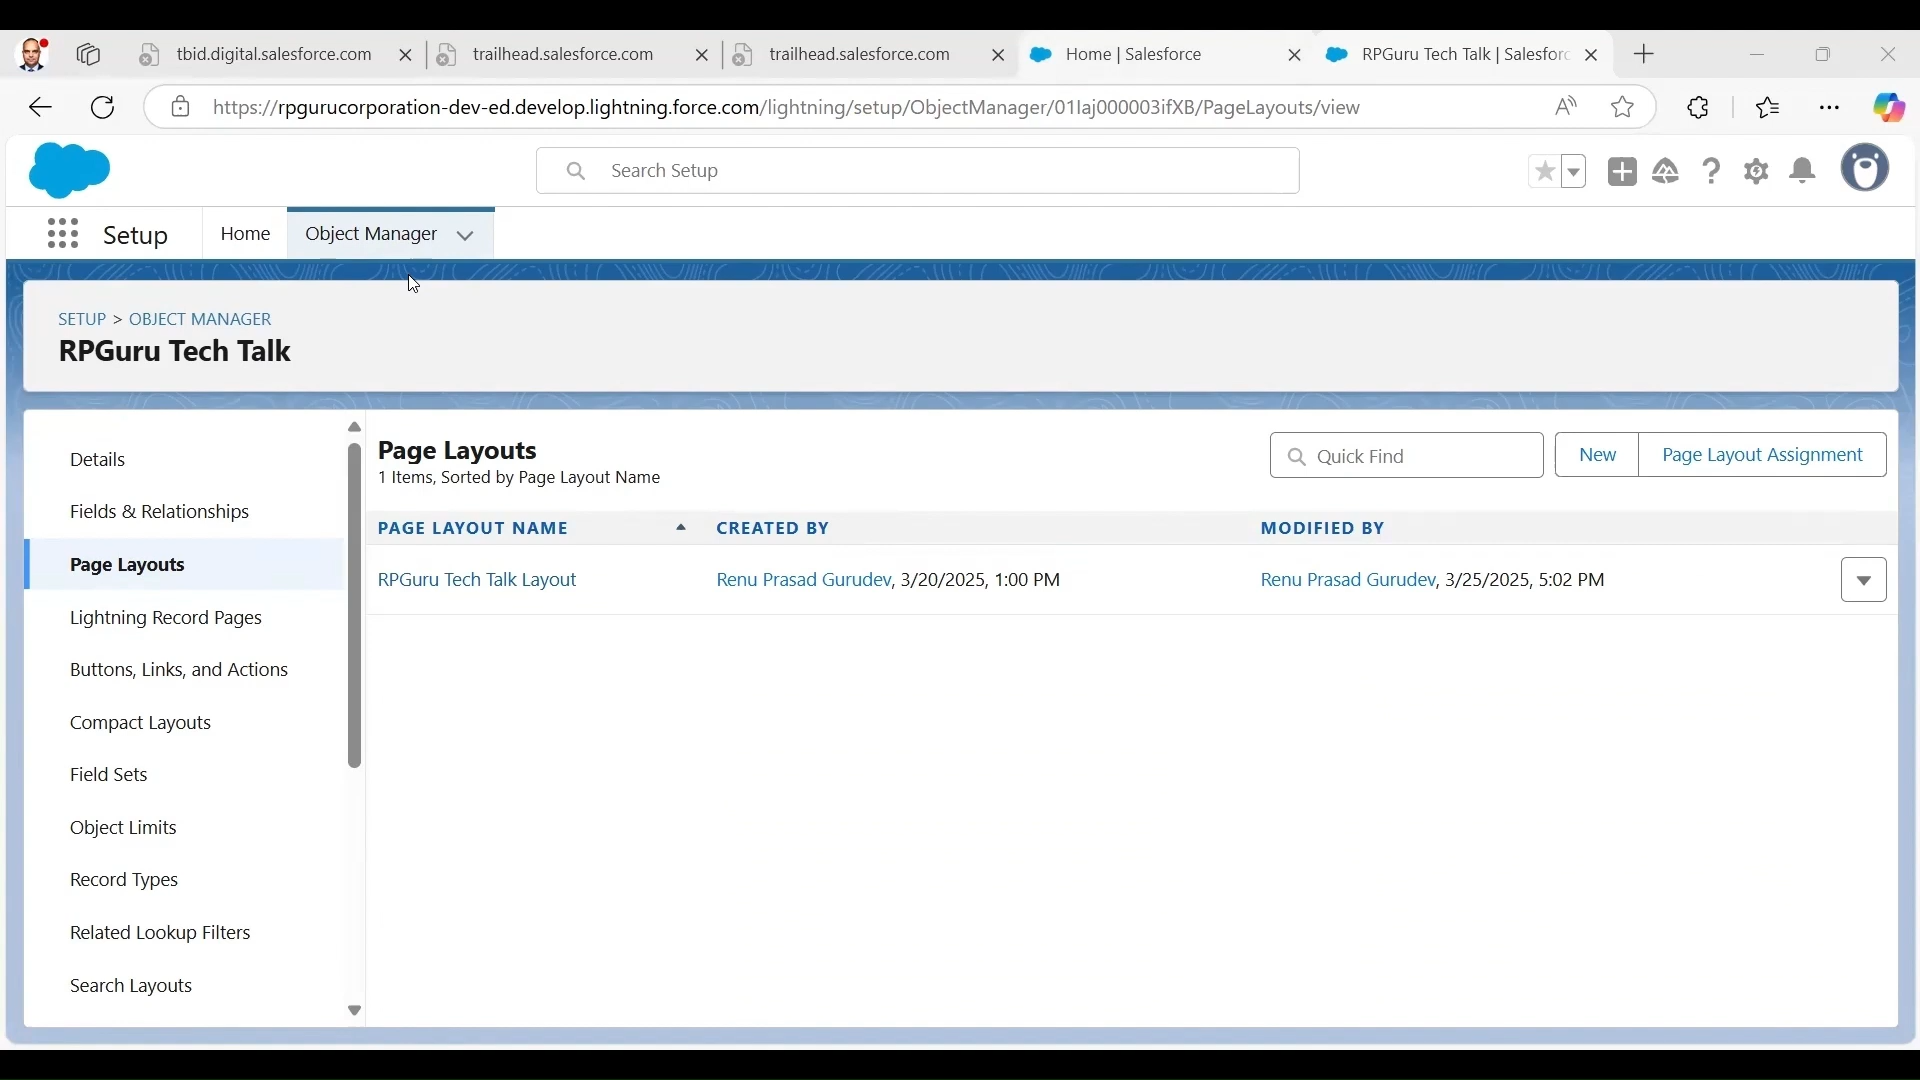 tbid.digital.salesforce.com
trailhead.salesforce.com
trailhead.salesforce.com
Home | Salesforce
RPGuru Tech Talk | Salesforc
https://rpgurucorporation-dev-ed.develop.lightning.force.com/lightning/setup/ObjectManager/01Iaj000003ifXB/PageLayouts/view
Search Setup
Setup
Home
Object Manager
SETUP > OBJECT MANAGER
RPGuru Tech Talk
Details
Fields & Relationships
Page Layouts
Lightning Record Pages
Buttons, Links, and Actions
Compact Layouts
Field Sets
Object Limits
Record Types
Related Lookup Filters
Search Layouts
Page Layouts
1 Items, Sorted by Page Layout Name
Quick Find
New
Page Layout Assignment
PAGE LAYOUT NAME CREATED BY MODIFIED BY
RPGuru Tech Talk Layout Renu Prasad Gurudev, 3/20/2025, 1:00 PM Renu Prasad Gurudev, 3/25/2025, 5:02 PM